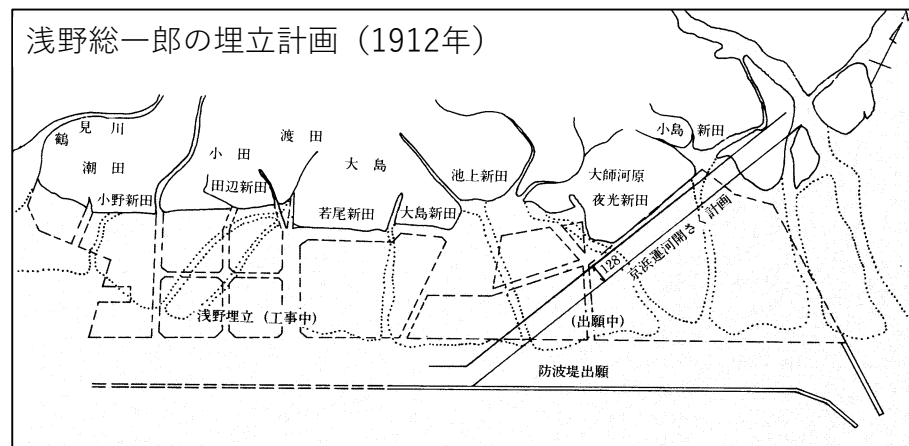 浅野総一郎の埋立計画（1912年）
鶴見川
潮田
小野新田
小田
田辺新田
渡田
大島
若尾新田
大島新田
池上新田
小島新田
大師河原
夜光新田
128
京浜運河開さく計画
浅野埋立（工事中）
（出願中）
防波堤出願